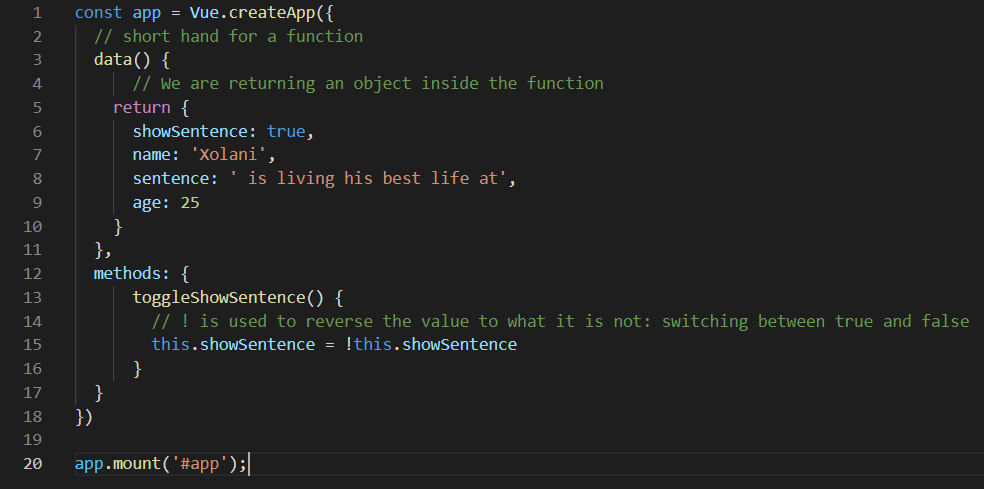 1 const app = Vue.createApp({
2 // short hand for a function
3 data() {
4 // We are returning an object inside the function
5 return {
6 showSentence: true,
7 name: 'Xolani',
8 sentence: ' is living his best life at',
9 age: 25
10 }
11 },
12 methods: {
13 toggleShowSentence() {
14 // ! is used to reverse the value to what it is not: switching between true and false
15 this.showSentence = !this.showSentence
16 }
17 }
18 })
19
20 app.mount('#app');